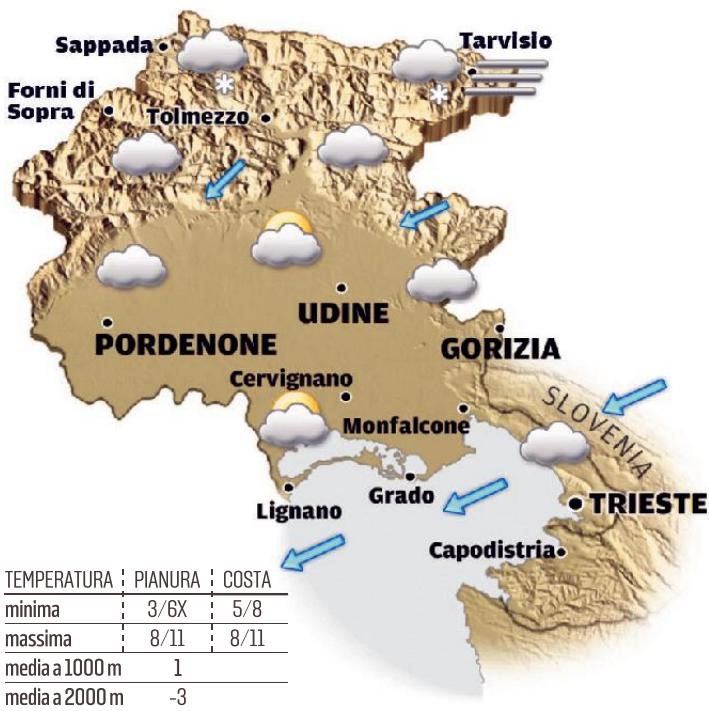 Sappada
Tarvisio
Forni di
Sopra
Tolmezzo
UDINE
PORDENONE
GORIZIA
Cervignano
SLOVENIA
Monfalcone
Grado
Lignano
TRIESTE
Capodistria
TEMPERATURA PIANURA COSTA
minima 3/6X 5/8
massima 8/11 8/11
media a 1000 m 1
media a 2000 m -3